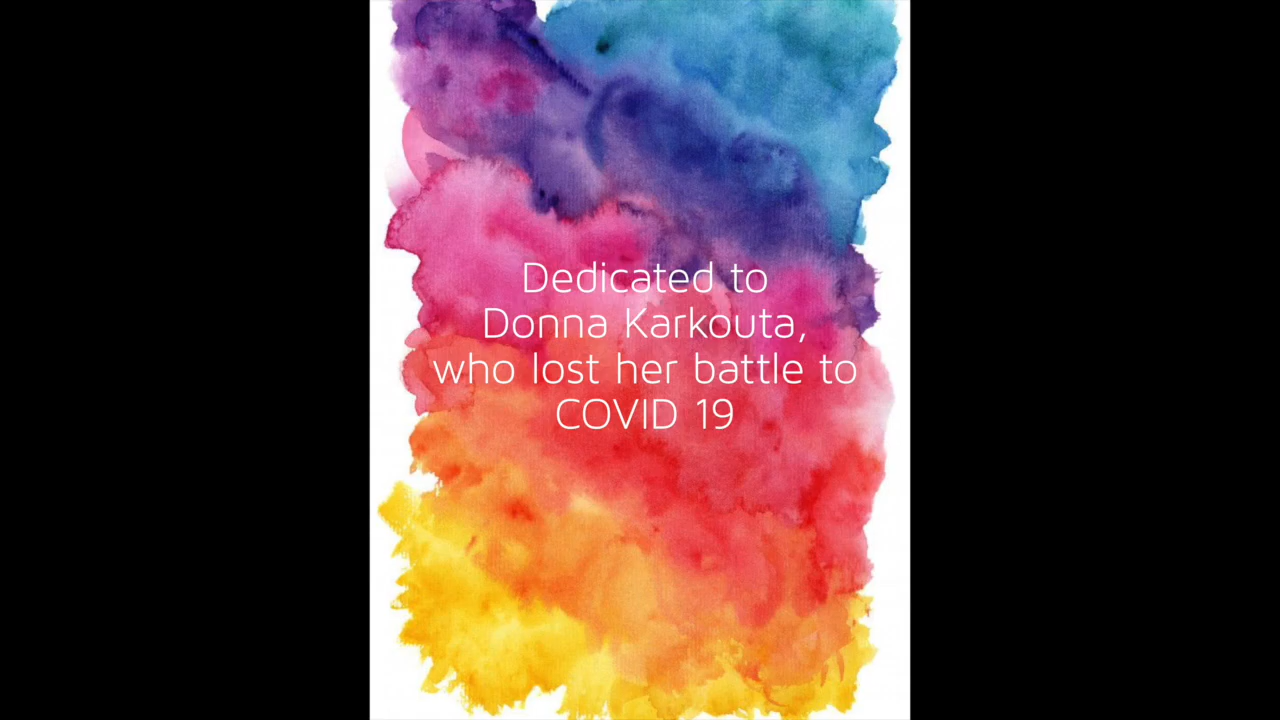 Dedicated to
Donna Karkouta,
who lost her battle to
COVID 19